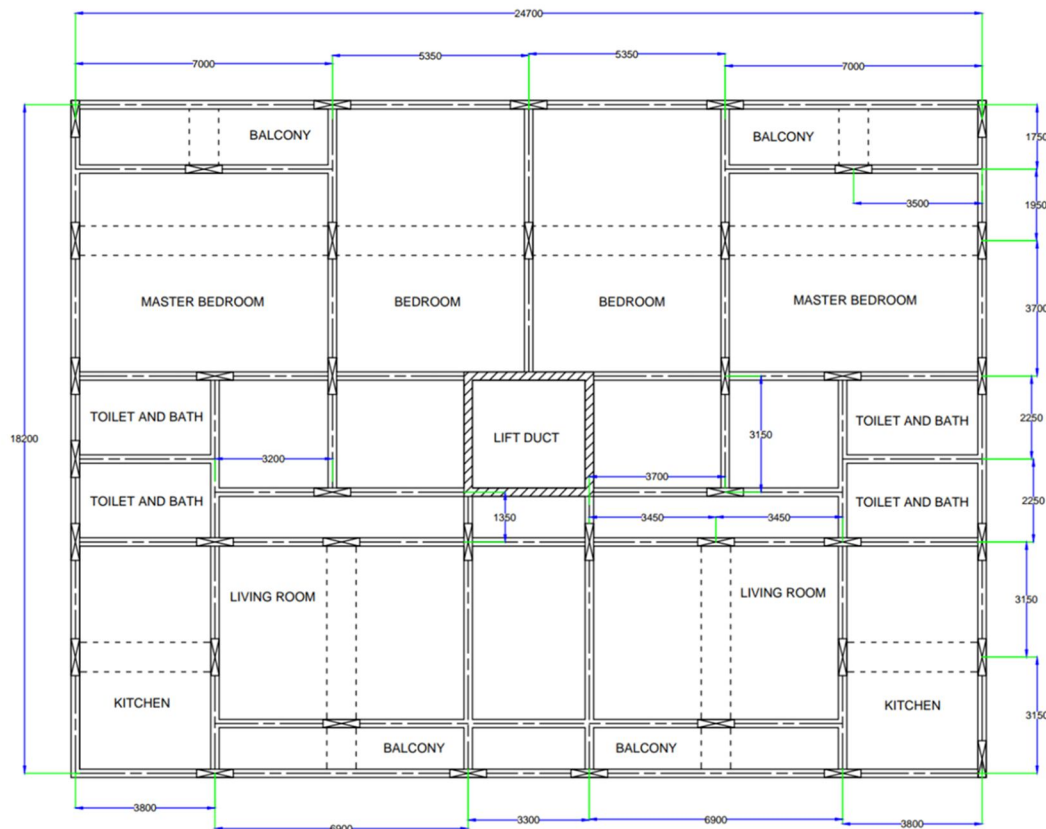 24700
7000
5350
5350
7000
BALCONY
BALCONY
1750
3500
1950
MASTER BEDROOM
BEDROOM
BEDROOM
MASTER BEDROOM
3700
18200
TOILET AND BATH
LIFT DUCT
3150
TOILET AND BATH
2250
3200
3700
TOILET AND BATH
TOILET AND BATH
2250
1350
3450
3450
LIVING ROOM
LIVING ROOM
3150
KITCHEN
KITCHEN
3150
BALCONY
BALCONY
3800
6900
3300
6900
3800